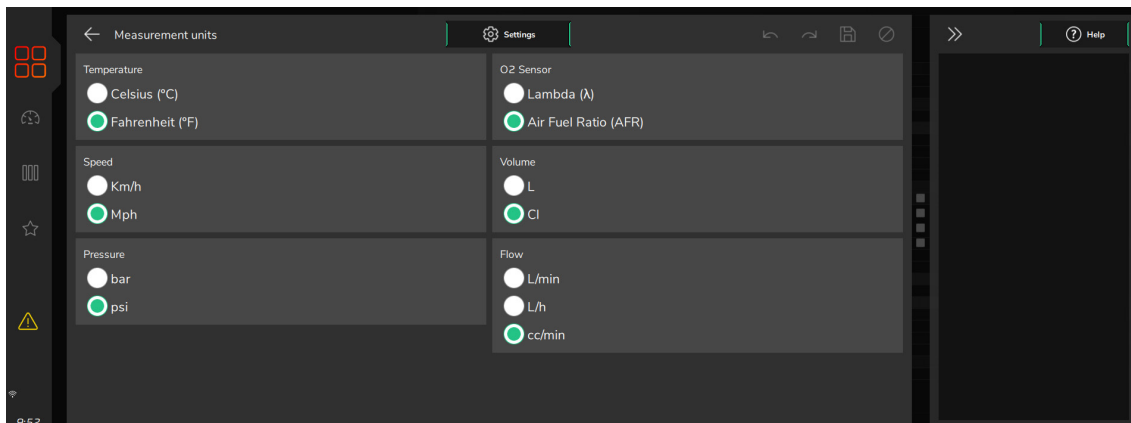 Measurement units
Settings
Help
Temperature
Celsius (°C)
Fahrenheit (°F)
O2 Sensor
Lambda (λ)
Air Fuel Ratio (AFR)
Speed
Km/h
Mph
Volume
L
CI
Pressure
bar
psi
Flow
L/min
L/h
cc/min